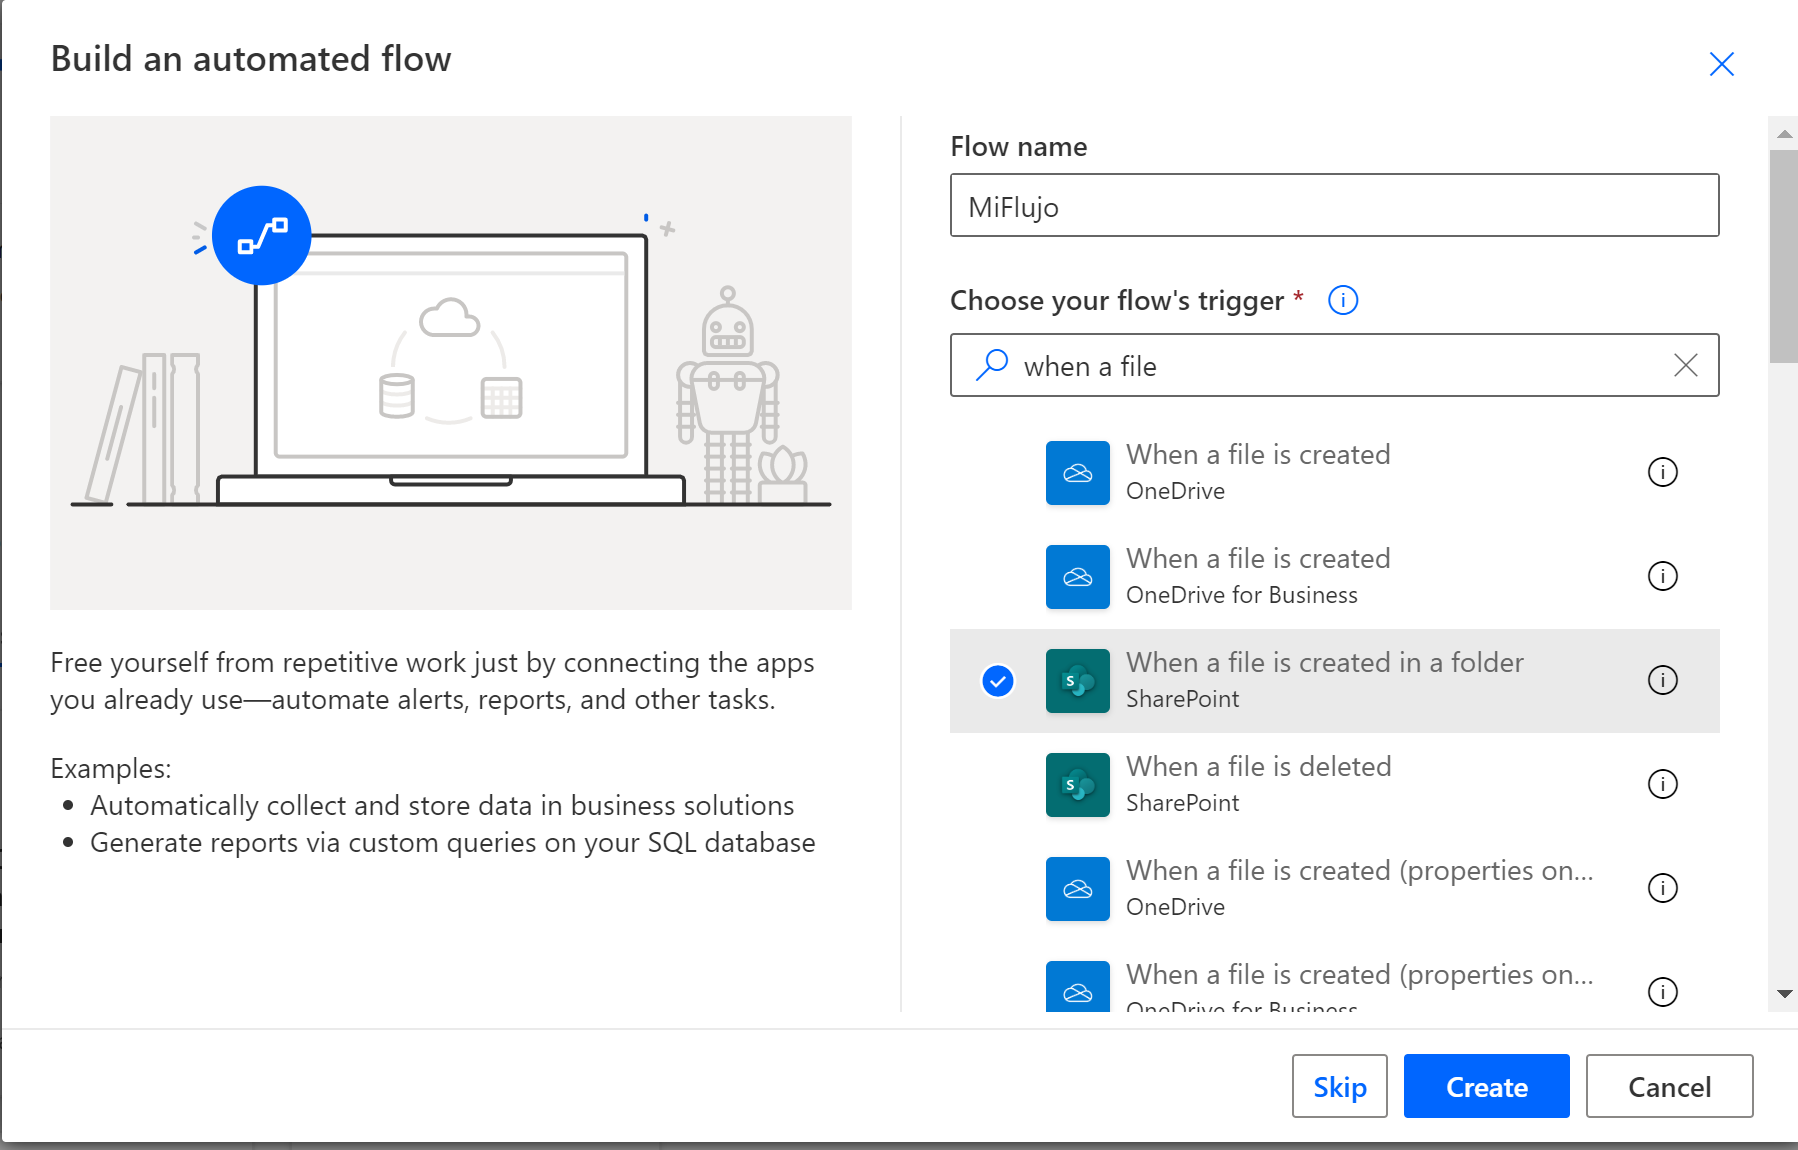 Build an automated flow
Free yourself from repetitive work just by connecting the apps
you already use—automate alerts, reports, and other tasks.
Examples:
Automatically collect and store data in business solutions
Generate reports via custom queries on your SQL database
Flow name
MiFlujo
Choose your flow's trigger *
when a file
When a file is created
OneDrive
When a file is created
OneDrive for Business
When a file is created in a folder
SharePoint
When a file is deleted
SharePoint
When a file is created (properties on...
OneDrive
When a file is created (properties on...
OneDrive for Business
Skip
Create
Cancel